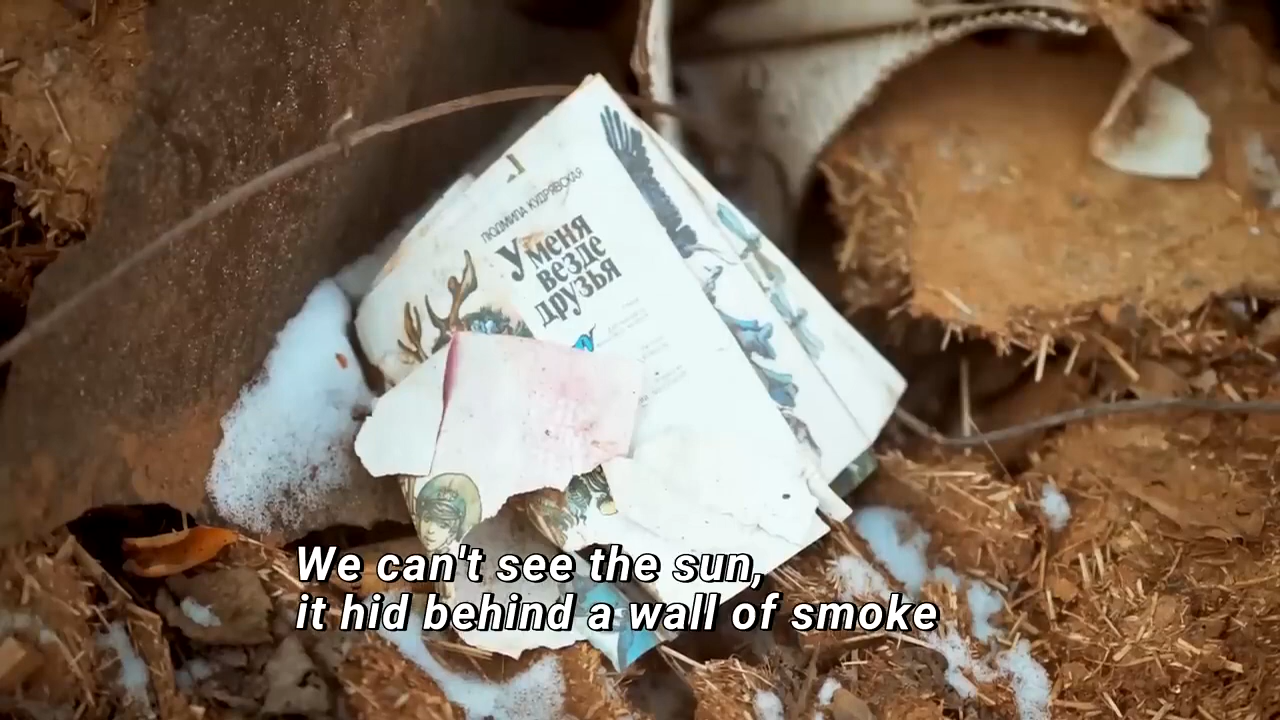 ЛЮДМИЛА КУДРЯВСКАЯ
У меня
везде
друзья
We can't see the sun,
it hid behind a wall of smoke